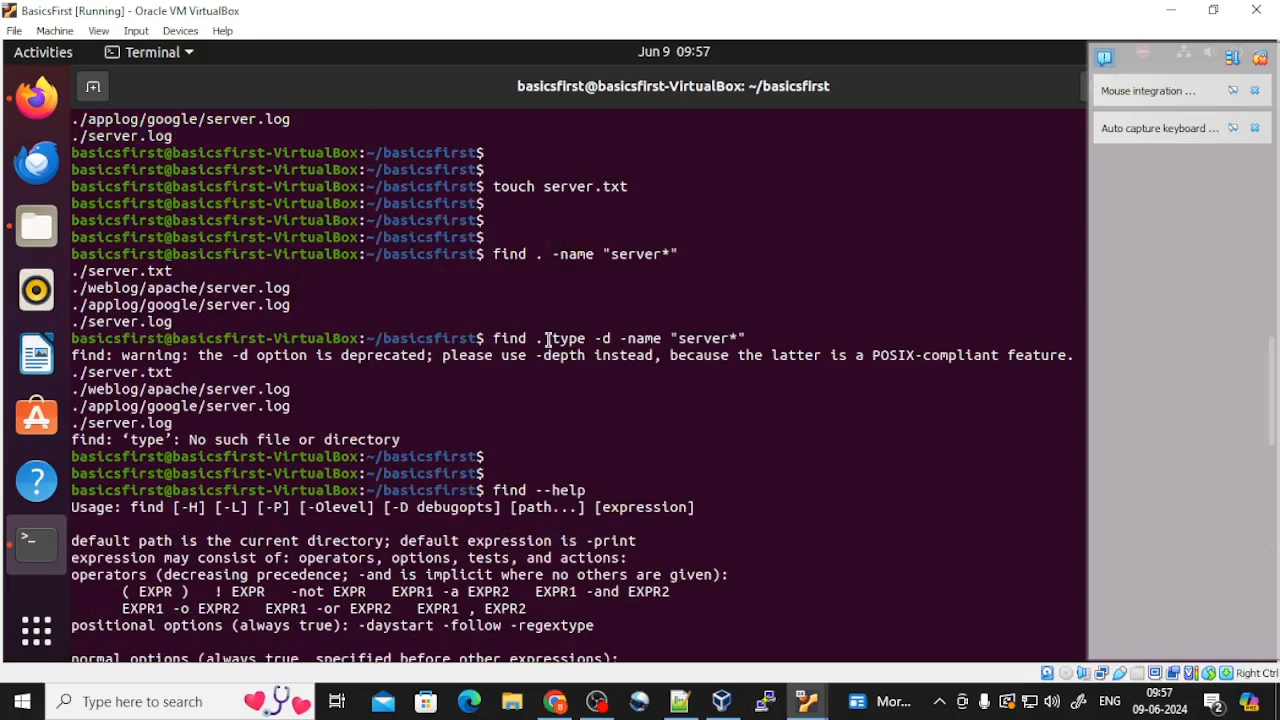 BasicsFirst [Running] - Oracle VM VirtualBox
File Machine View Input Devices Help
Activities Terminal Jun 9 09:57
basicsfirst@basicsfirst-VirtualBox: ~/basicsfirst
Mouse integration ...
Auto capture keyboard ...
./applog/google/server.log
./server.log
basicsfirst@basicsfirst-VirtualBox:~/basicsfirst$
basicsfirst@basicsfirst-VirtualBox:~/basicsfirst$
basicsfirst@basicsfirst-VirtualBox:~/basicsfirst$ touch server.txt
basicsfirst@basicsfirst-VirtualBox:~/basicsfirst$
basicsfirst@basicsfirst-VirtualBox:~/basicsfirst$
basicsfirst@basicsfirst-VirtualBox:~/basicsfirst$
basicsfirst@basicsfirst-VirtualBox:~/basicsfirst$ find . -name "server*"
./server.txt
./weblog/apache/server.log
./applog/google/server.log
./server.log
basicsfirst@basicsfirst-VirtualBox:~/basicsfirst$ find . type -d -name "server*"
find: warning: the -d option is deprecated; please use -depth instead, because the latter is a POSIX-compliant feature.
./server.txt
./weblog/apache/server.log
./applog/google/server.log
./server.log
find: ‘type’: No such file or directory
basicsfirst@basicsfirst-VirtualBox:~/basicsfirst$
basicsfirst@basicsfirst-VirtualBox:~/basicsfirst$
basicsfirst@basicsfirst-VirtualBox:~/basicsfirst$ find --help
Usage: find [-H] [-L] [-P] [-Olevel] [-D debugopts] [path...] [expression]
default path is the current directory; default expression is -print
expression may consist of: operators, options, tests, and actions:
operators (decreasing precedence; -and is implicit where no others are given):
( EXPR ) ! EXPR -not EXPR EXPR1 -a EXPR2 EXPR1 -and EXPR2
EXPR1 -o EXPR2 EXPR1 -or EXPR2 EXPR1 , EXPR2
positional options (always true): -daystart -follow -regextype
normal options (always true, specified before other expressions):
Right Ctrl
Type here to search
Mor...
ENG
09:57
09-06-2024
2